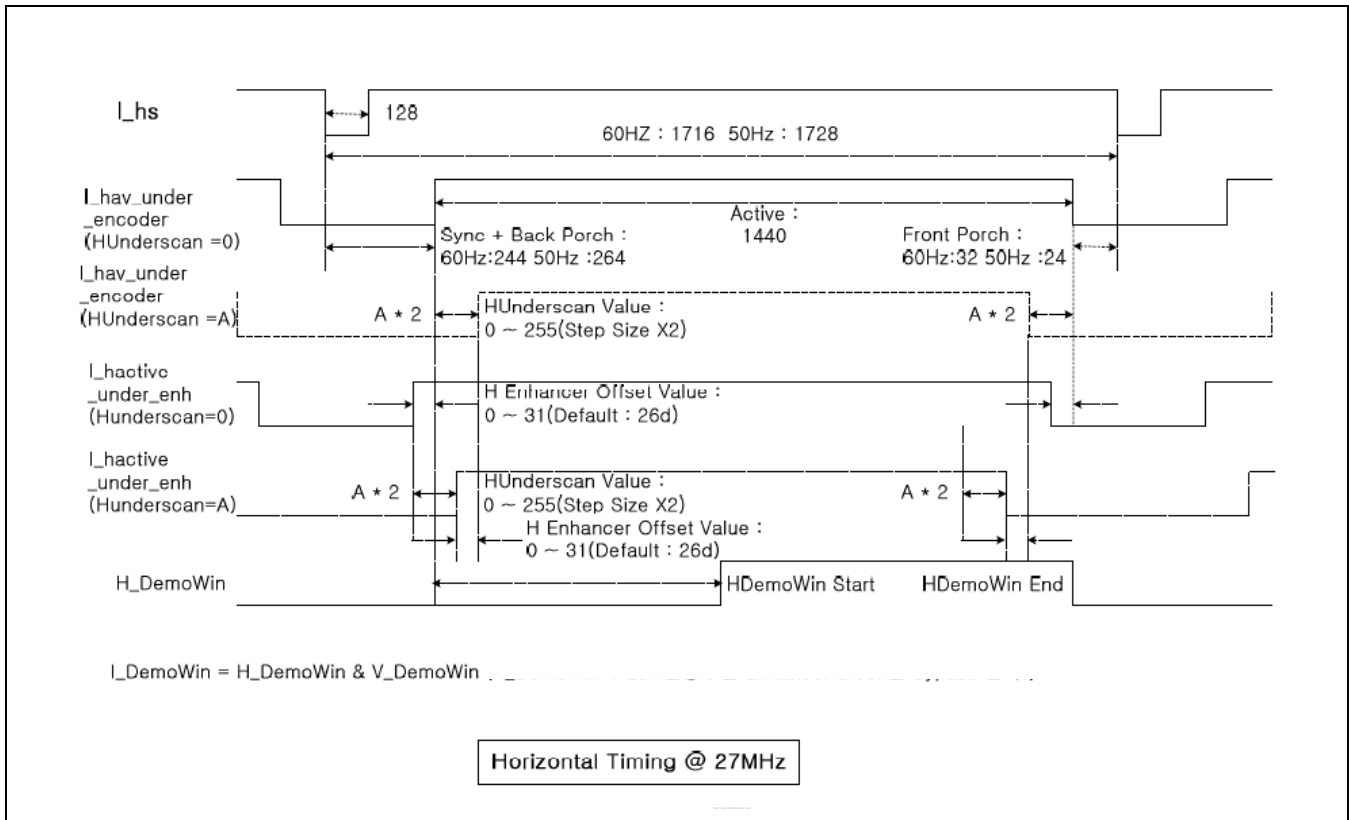 I_hs
128
60HZ : 1716 50Hz : 1728
I_hav_under
_encoder
(HUnderscan =0)
Active :
1440
Sync + Back Porch :
60Hz:244 50Hz :264
Front Porch :
60Hz:32 50Hz :24
I_hav_under
_encoder
(HUnderscan =A)
A * 2
HUnderscan Value :
0 ~ 255(Step Size X2)
A * 2
I_hactive
_under_enh
(Hunderscan=0)
H Enhancer Offset Value :
0 ~ 31(Default : 26d)
I_hactive
_under_enh
(Hunderscan=A)
A * 2
HUnderscan Value :
0 ~ 255(Step Size X2)
A * 2
H Enhancer Offset Value :
0 ~ 31(Default : 26d)
H_DemoWin
HDemoWin Start
HDemoWin End
I_DemoWin = H_DemoWin & V_DemoWin
Horizontal Timing @ 27MHz